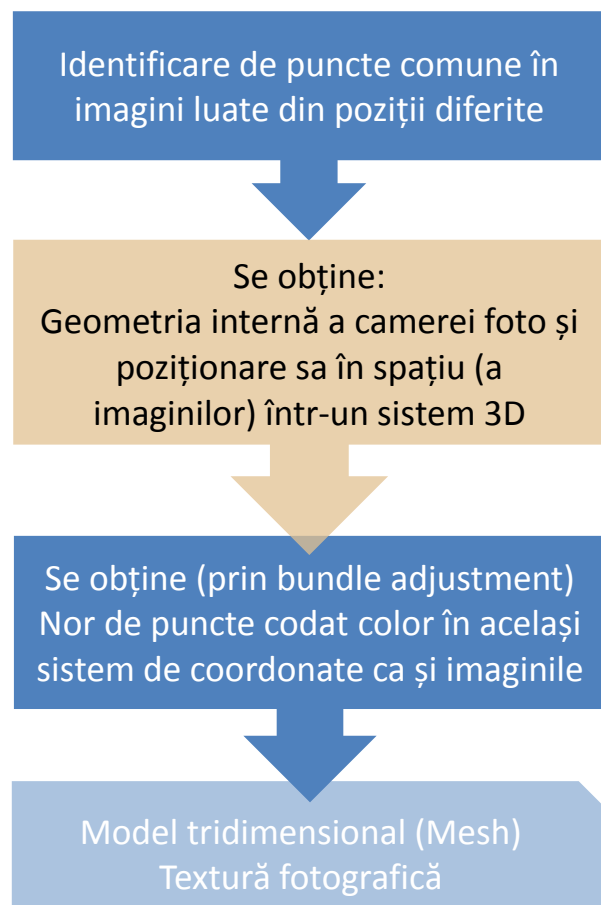 Identificare de puncte comune în
imagini luate din poziții diferite
Se obține:
Geometria internă a camerei foto și
poziționare sa în spațiu (a
imaginilor) într-un sistem 3D
Se obține (prin bundle adjustment)
Nor de puncte codat color în același
sistem de coordonate ca și imaginile
Model tridimensional (Mesh)
Textură fotografică